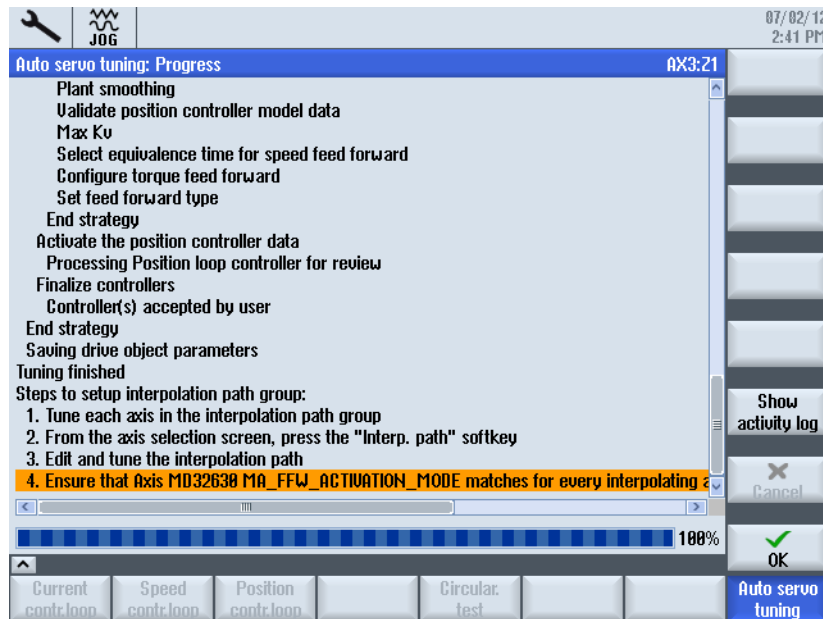 JOG
07/02/12
2:41 PM
Auto servo tuning: Progress AX3:Z1
Plant smoothing
Validate position controller model data
Max Kv
Select equivalence time for speed feed forward
Configure torque feed forward
Set feed forward type
End strategy
Activate the position controller data
Processing Position loop controller for review
Finalize controllers
Controller(s) accepted by user
End strategy
Saving drive object parameters
Tuning finished
Steps to setup interpolation path group:
1. Tune each axis in the interpolation path group
2. From the axis selection screen, press the "Interp. path" softkey
3. Edit and tune the interpolation path
4. Ensure that Axis MD32630 MA_FFW_ACTIVATION_MODE matches for every interpolating
100%
Show
activity log
Cancel
OK
Current
contr.loop
Speed
contr.loop
Position
contr.loop
Circular.
test
Auto servo
tuning